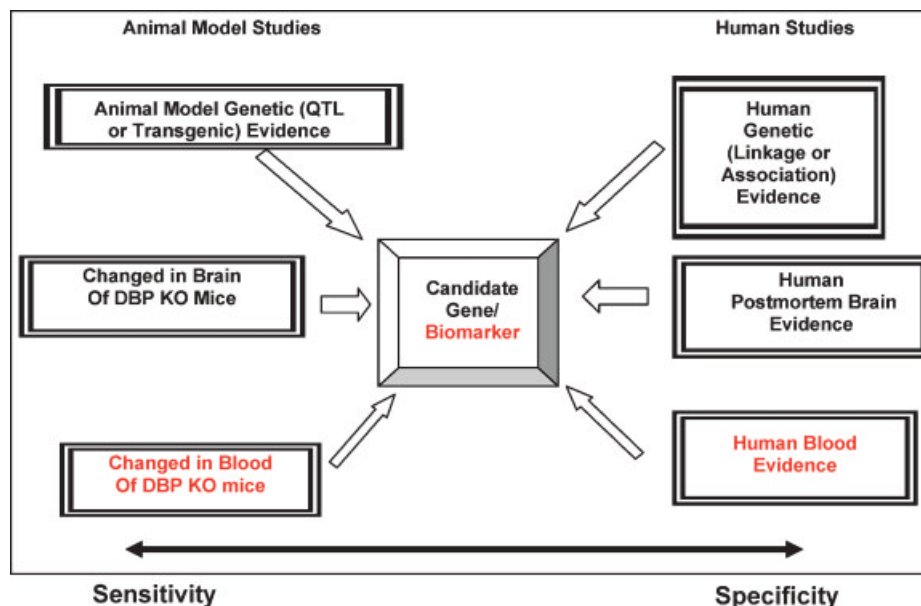 Animal Model Studies
Human Studies
Animal Model Genetic (QTL
or Transgenic) Evidence
Human
Genetic
(Linkage or
Association)
Evidence
Changed in Brain
Of DBP KO Mice
Candidate
Gene/
Biomarker
Human
Postmortem Brain
Evidence
Changed in Blood
Of DBP KO mice
Human Blood
Evidence
Sensitivity
Specificity